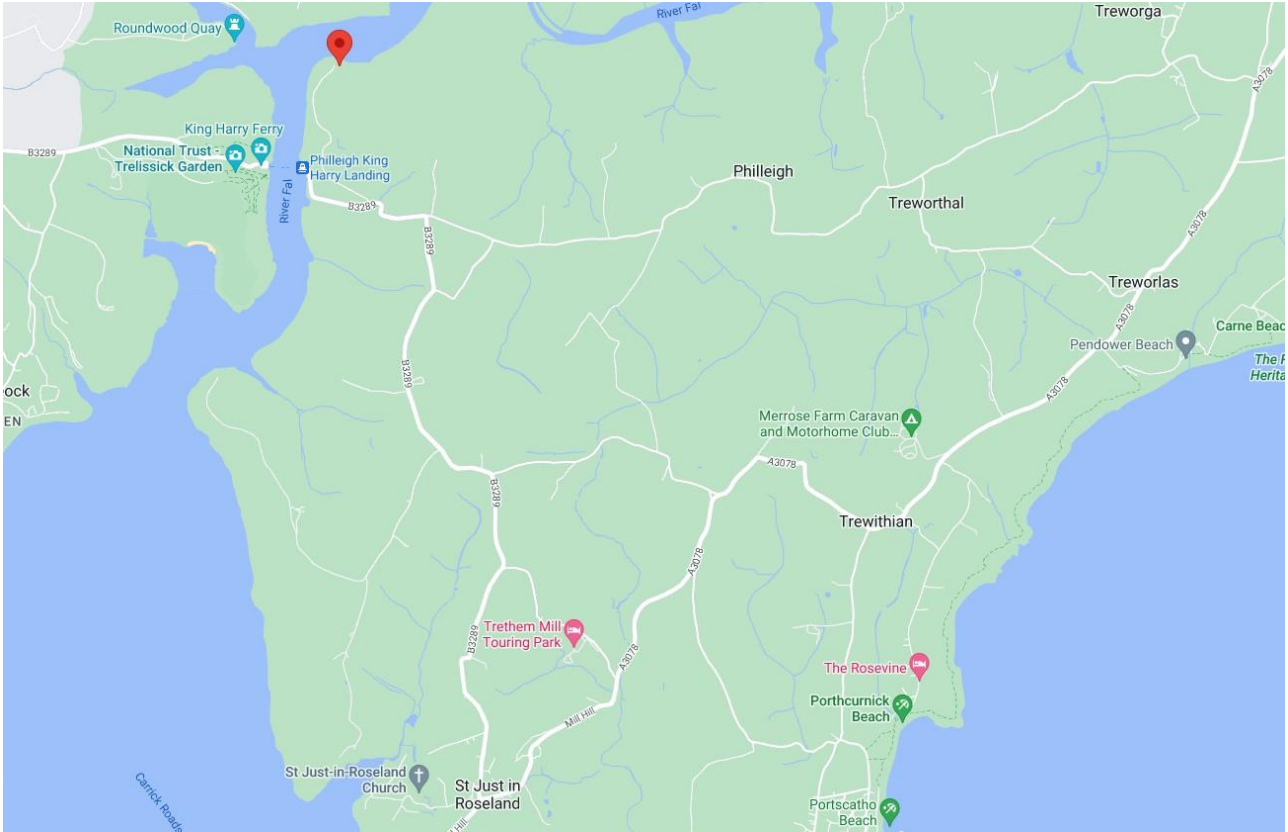 River Fal
Treworga
Roundwood Quay
A3078
King Harry Ferry
B3289
National Trust -
Trelissick Garden
Philleigh King
Harry Landing
Philleigh
River Fal
B3289
Treworthal
B3289
A3078
Treworlas
A3078
Carne Beac
Pendower Beach
The
Herita
B3289
ock
EN
A3078
Merrose Farm Caravan
and Motorhome Club...
A3078
B3289
Trewithian
A3078
Trethem Mill
Touring Park
B3289
A3078
The Rosevine
Porthcurnick
Beach
Mill Hill
St Just-in-Roseland
Church
St Just in
Roseland
Carrick Roads
Portscatho
Beach
Hill